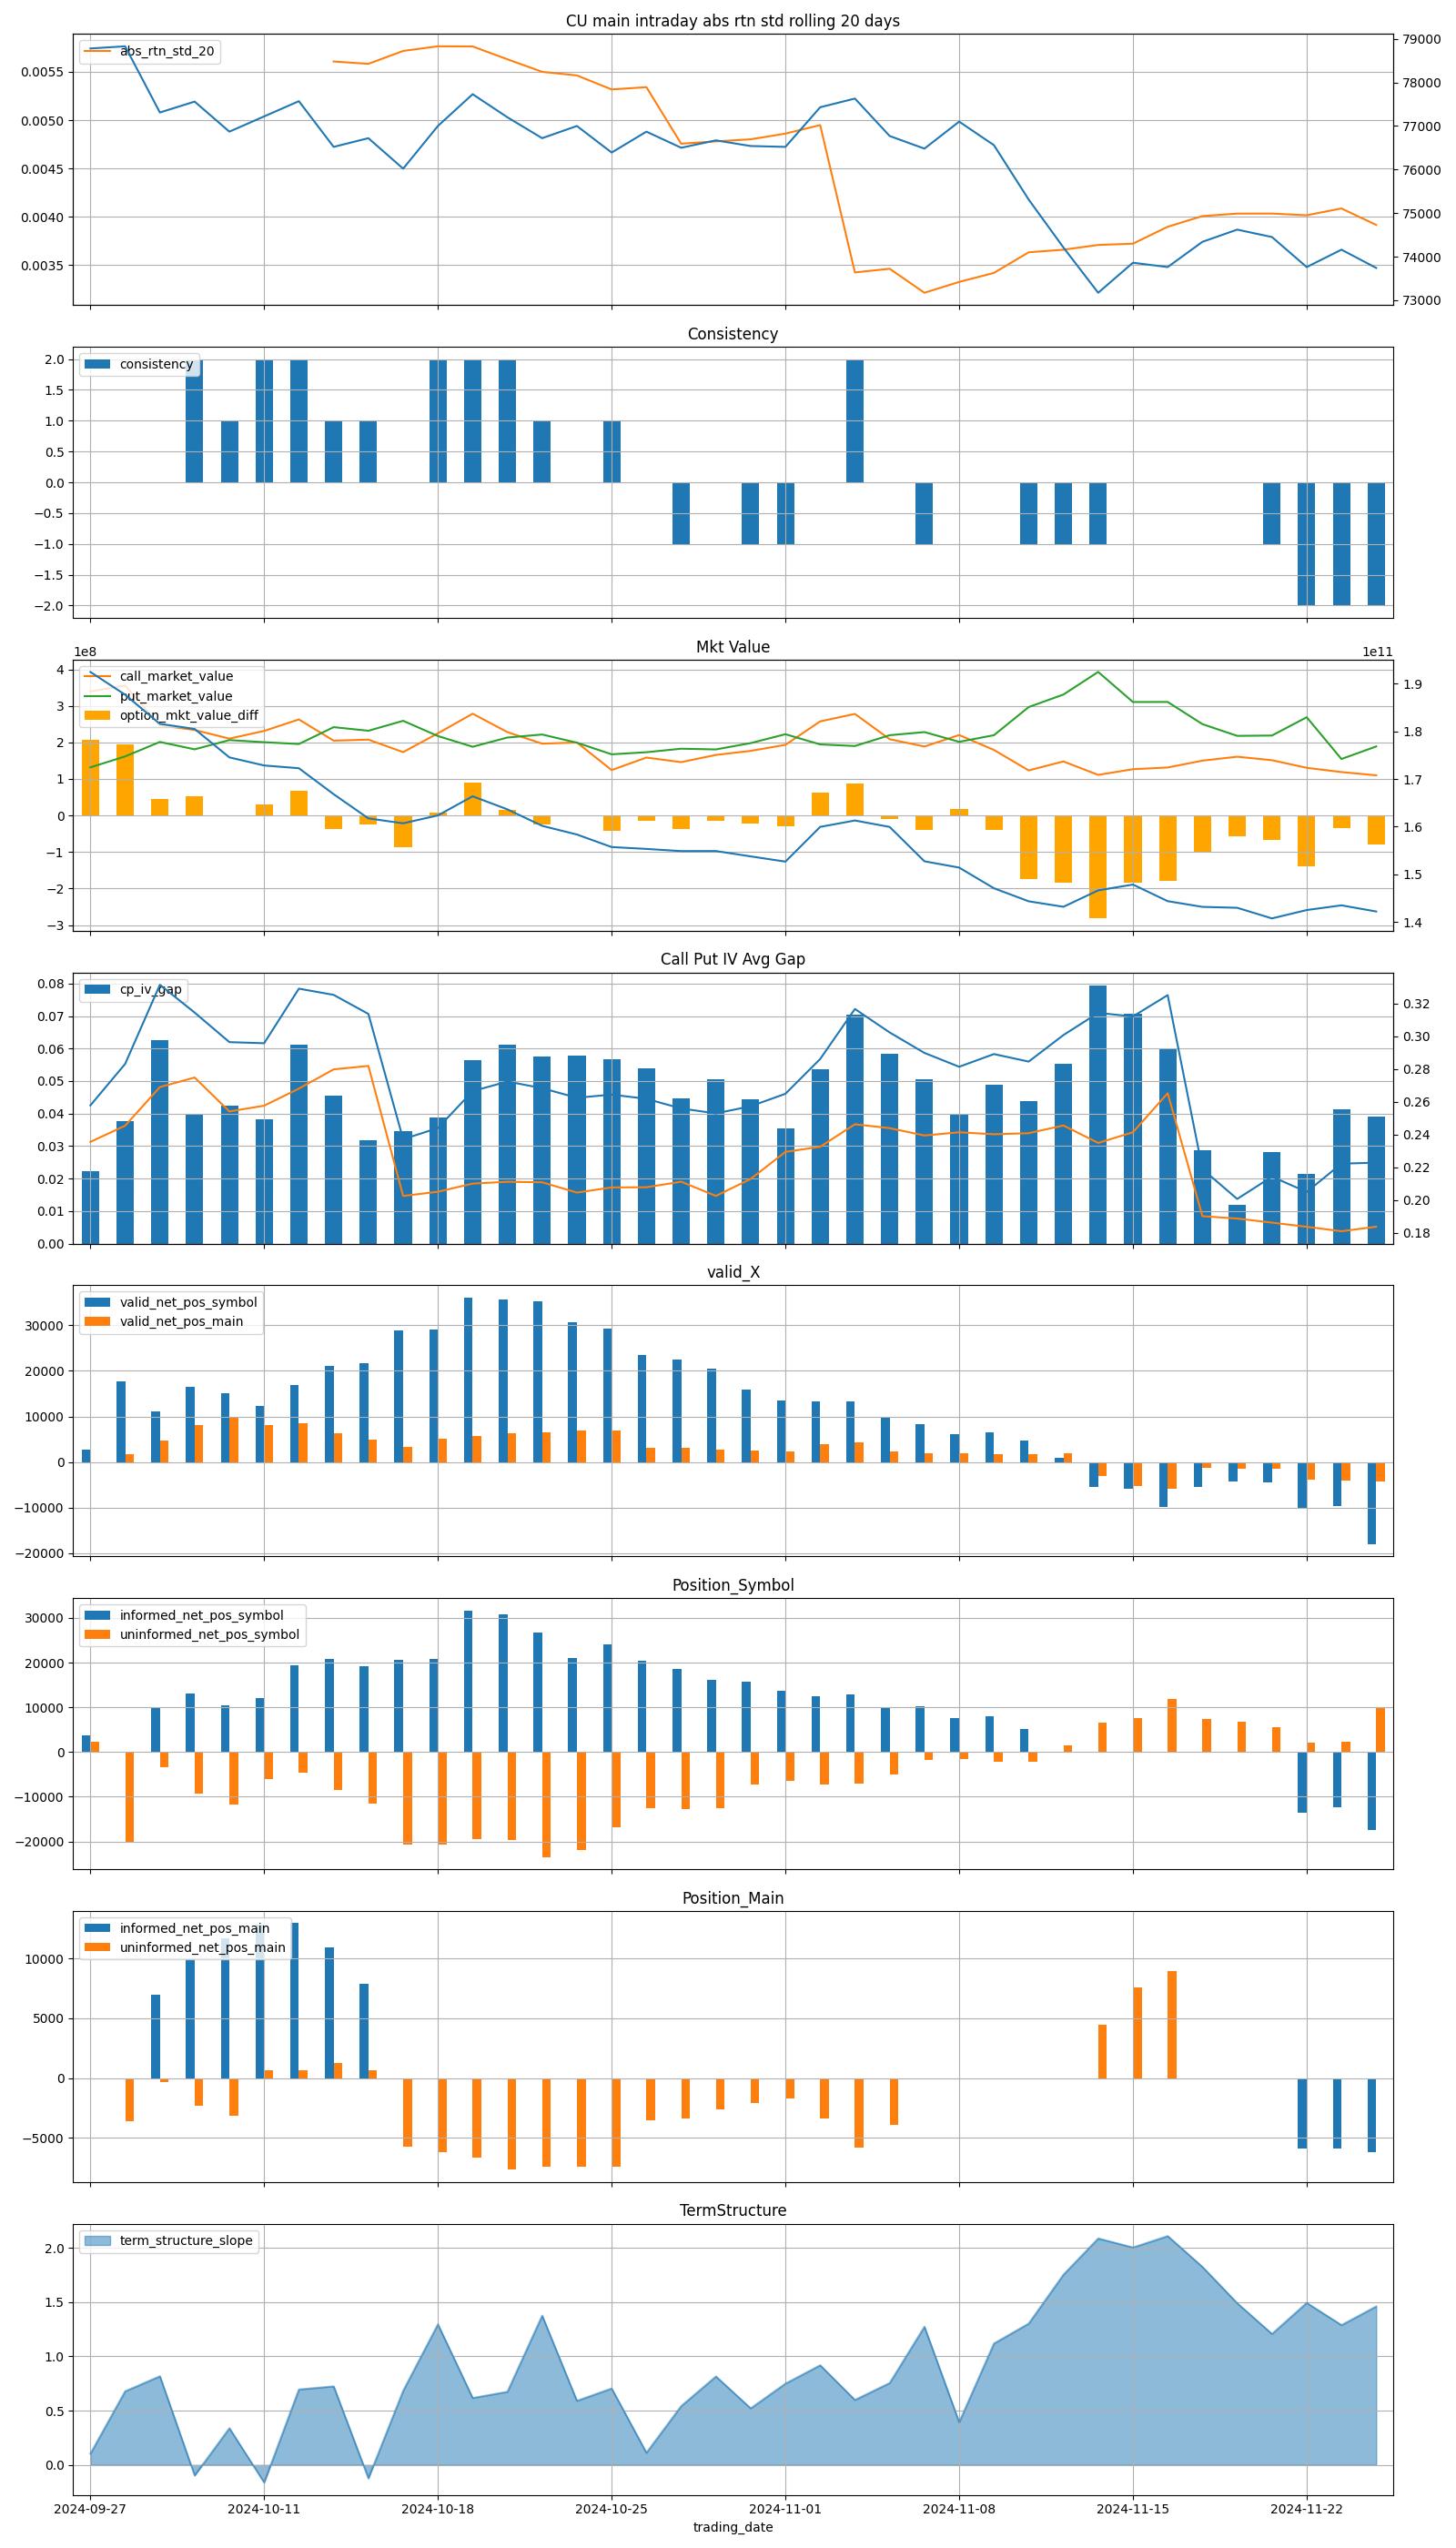 CU main intraday abs rtn std rolling 20 days
abs_rtn_std_20
0.0055
0.0050
0.0045
0.0040
0.0035
79000
78000
77000
76000
75000
74000
73000
Consistency
consistency
2.0
1.5
1.0
0.5
0.0
−0.5
−1.0
−1.5
−2.0
Mkt Value
1e8
1e11
call_market_value
put_market_value
option_mkt_value_diff
4
3
2
1
0
−1
−2
−3
1.9
1.8
1.7
1.6
1.5
1.4
Call Put IV Avg Gap
cp_iv_gap
0.08
0.07
0.06
0.05
0.04
0.03
0.02
0.01
0.00
0.32
0.30
0.28
0.26
0.24
0.22
0.20
0.18
valid_X
valid_net_pos_symbol
valid_net_pos_main
30000
20000
10000
0
−10000
−20000
Position_Symbol
informed_net_pos_symbol
uninformed_net_pos_symbol
30000
20000
10000
0
−10000
−20000
Position_Main
informed_net_pos_main
uninformed_net_pos_main
10000
5000
0
−5000
TermStructure
term_structure_slope
2.0
1.5
1.0
0.5
0.0
2024-09-27 2024-10-11 2024-10-18 2024-10-25 2024-11-01 2024-11-08 2024-11-15 2024-11-22
trading_date